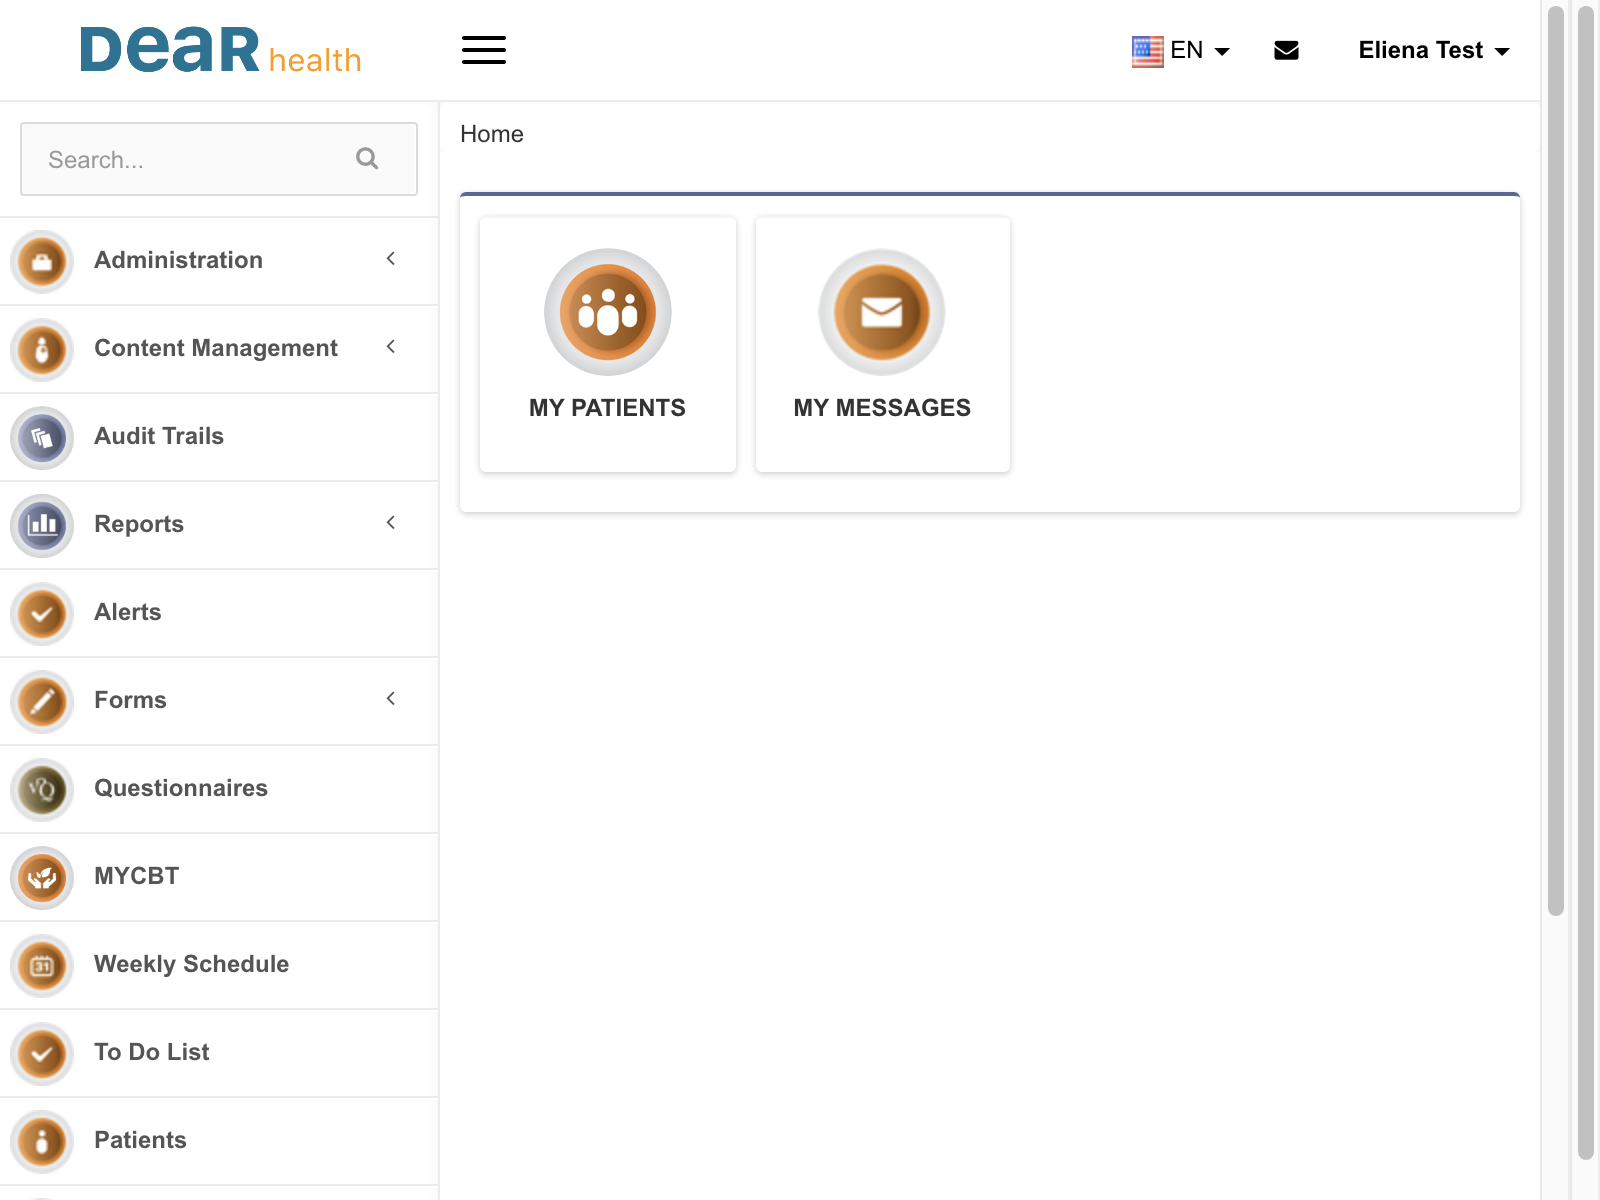 DeaR health
EN
Eliena Test
Search...
Home
Administration
Content Management
Audit Trails
Reports
Alerts
Forms
Questionnaires
MYCBT
Weekly Schedule
31
To Do List
Patients
MY PATIENTS
MY MESSAGES